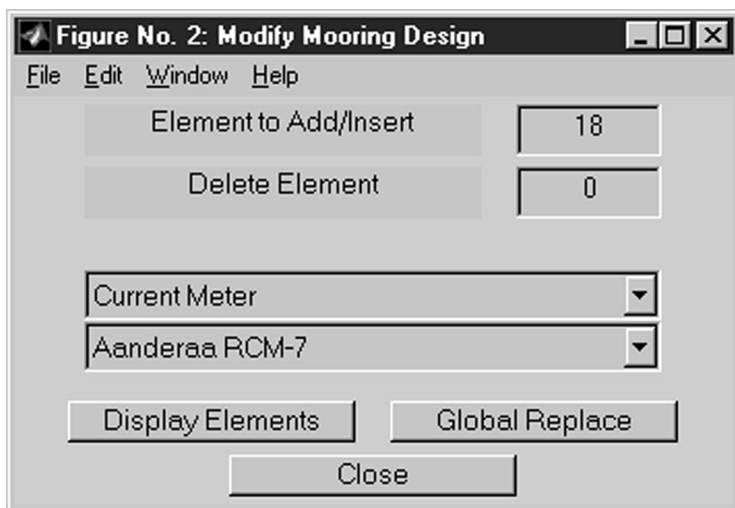 Figure No. 2: Modify Mooring Design
File Edit Window Help
Element to Add/Insert 18
Delete Element 0
Current Meter
Aanderaa RCM-7
Display Elements Global Replace
Close